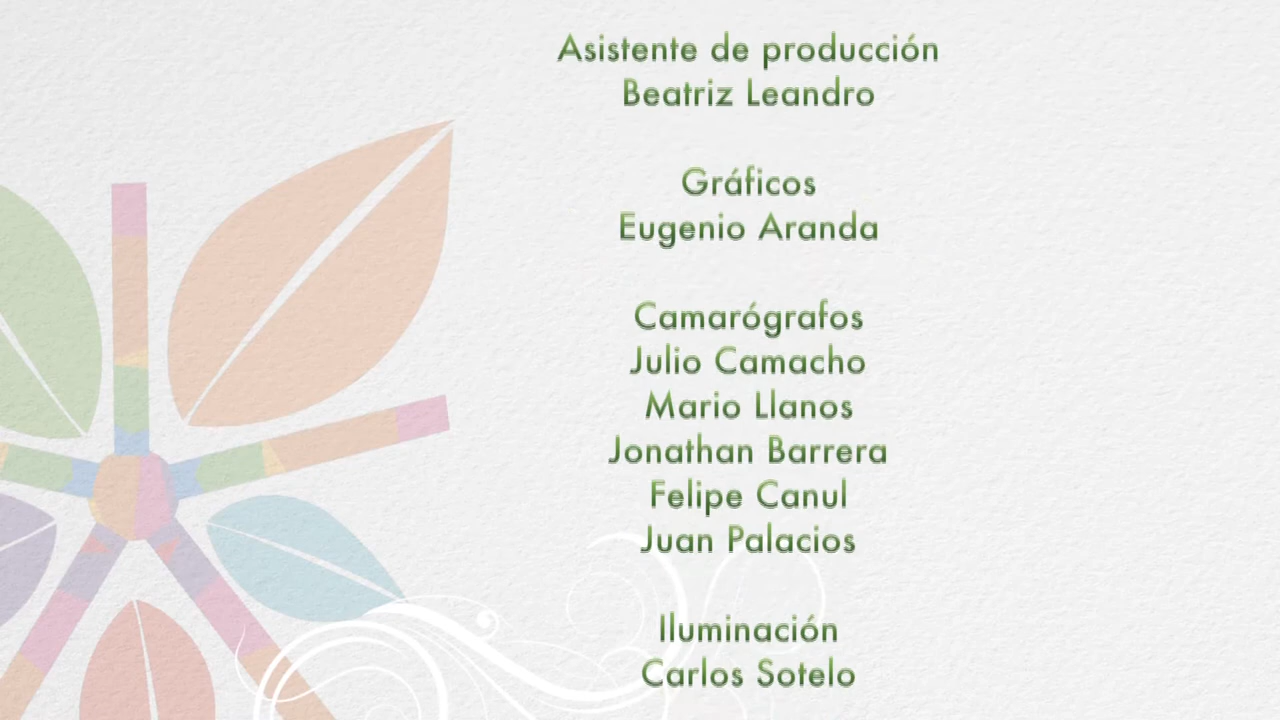 Asistente de producción
Beatriz Leandro
Gráficos
Eugenio Aranda
Camarógrafos
Julio Camacho
Mario Llanos
Jonathan Barrera
Felipe Canul
Juan Palacios
Iluminación
Carlos Sotelo